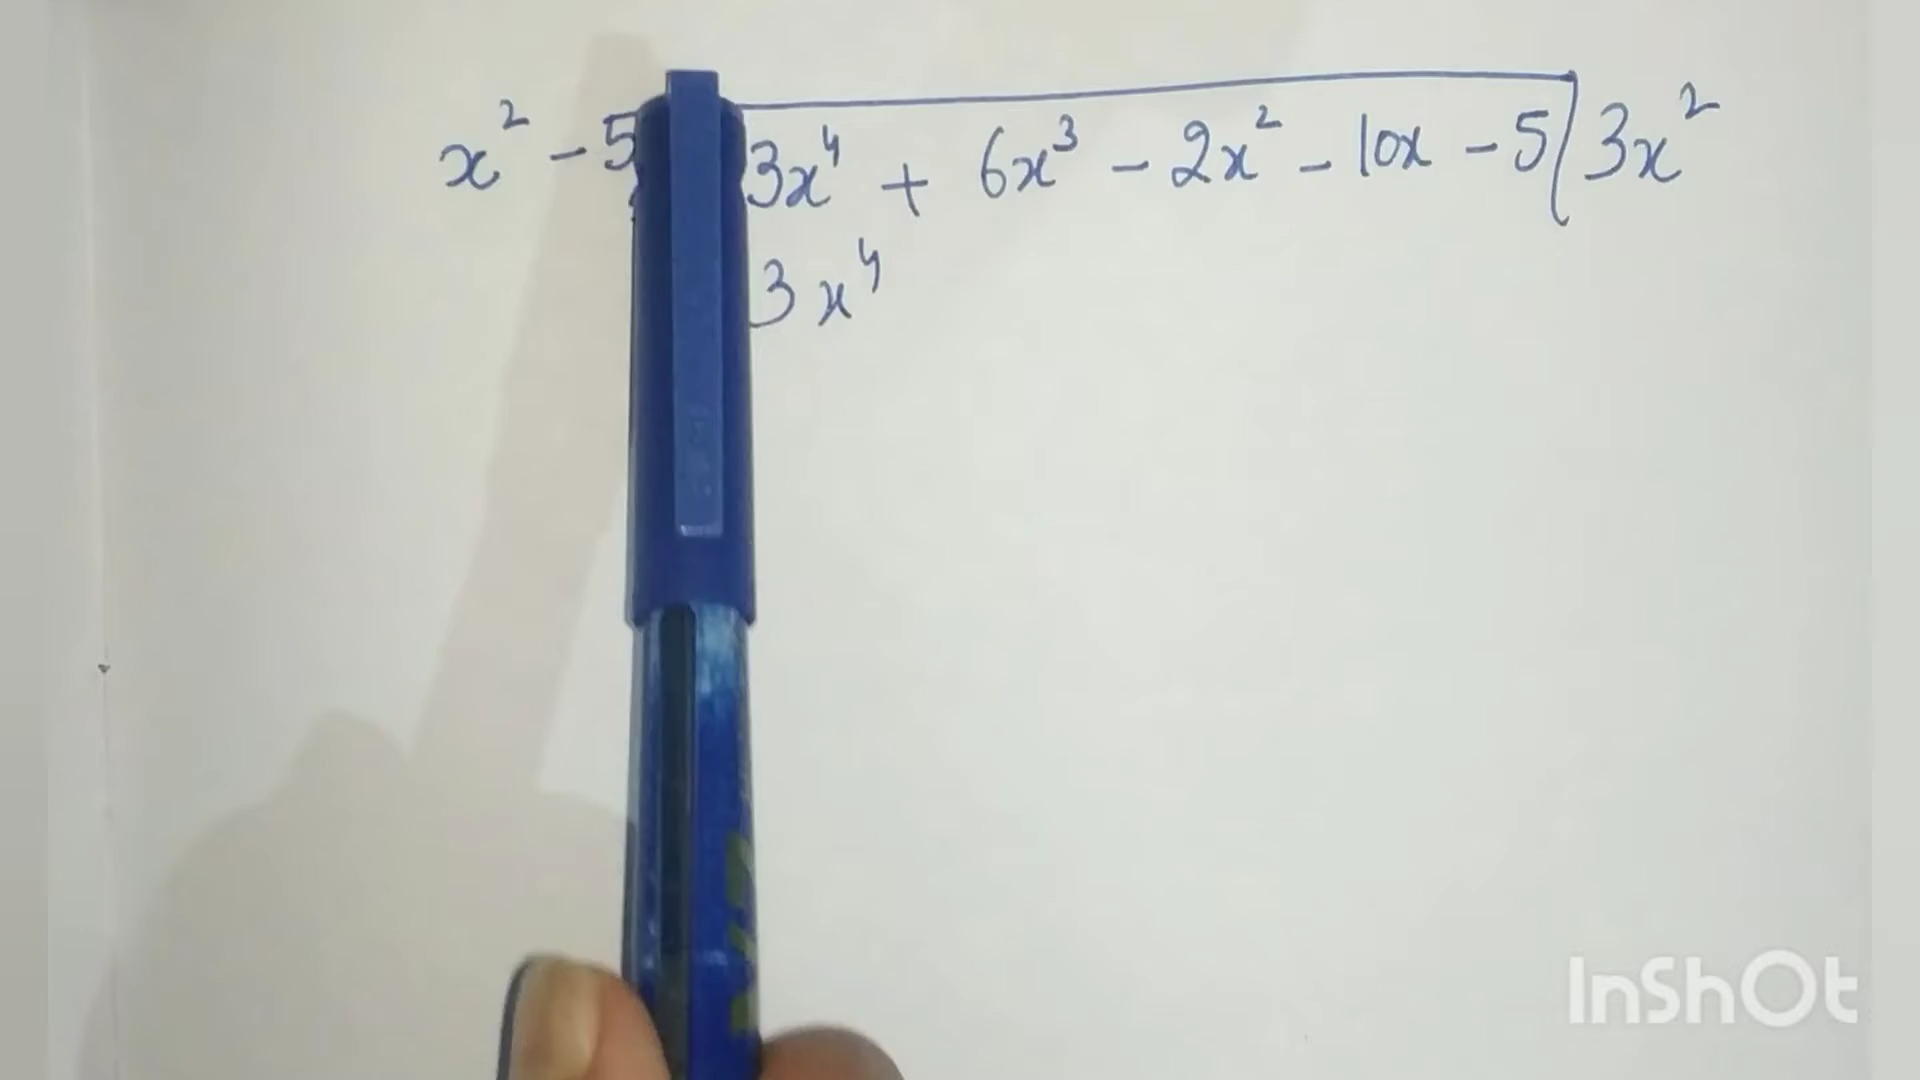 x² - 5 3x⁴ + 6x³ - 2x² - 10x - 5 ( 3x²
3x⁴
InShOt